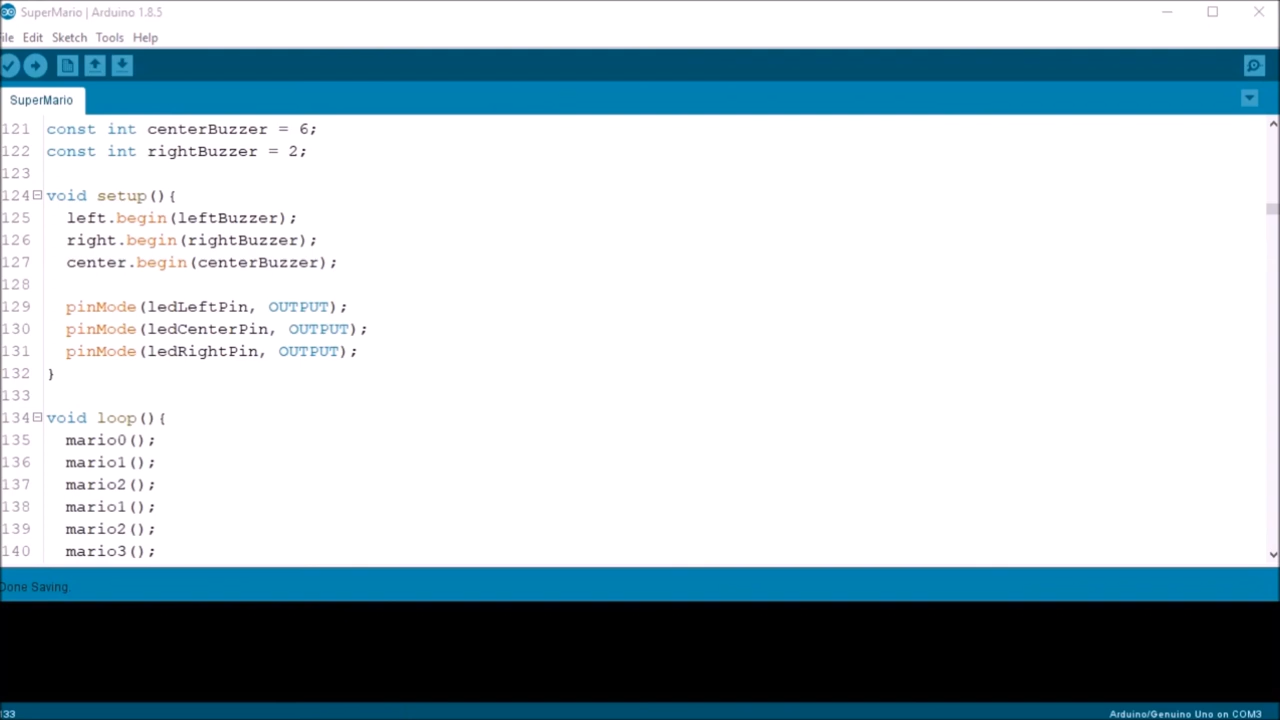 SuperMario | Arduino 1.8.5
ile Edit Sketch Tools Help
SuperMario
121 const int centerBuzzer = 6;
122 const int rightBuzzer = 2;
123
124 void setup(){
125 left.begin(leftBuzzer);
126 right.begin(rightBuzzer);
127 center.begin(centerBuzzer);
128
129 pinMode(ledLeftPin, OUTPUT);
130 pinMode(ledCenterPin, OUTPUT);
131 pinMode(ledRightPin, OUTPUT);
132 }
133
134 void loop(){
135 mario0();
136 mario1();
137 mario2();
138 mario1();
139 mario2();
140 mario3();
Done Saving.
133 Arduino/Genuino Uno on COM3